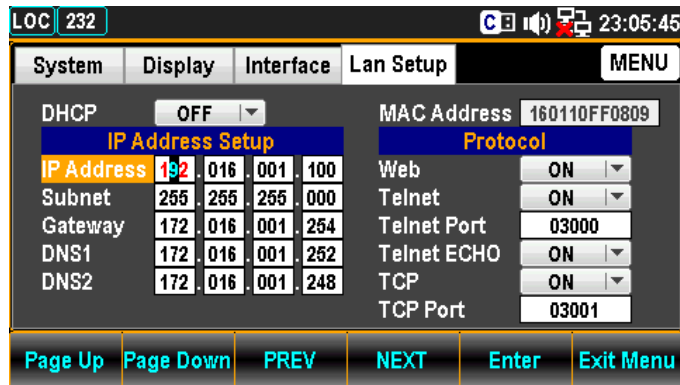 LOC 232 C 23:05:45
System Display Interface Lan Setup MENU
DHCP OFF
IP Address Setup
IP Address 192.016.001.100
Subnet 255.255.255.000
Gateway 172.016.001.254
DNS1 172.016.001.252
DNS2 172.016.001.248
MAC Address 160110FF0809
Protocol
Web ON
Telnet ON
Telnet Port 03000
Telnet ECHO ON
TCP ON
TCP Port 03001
Page Up Page Down PREV NEXT Enter Exit Menu